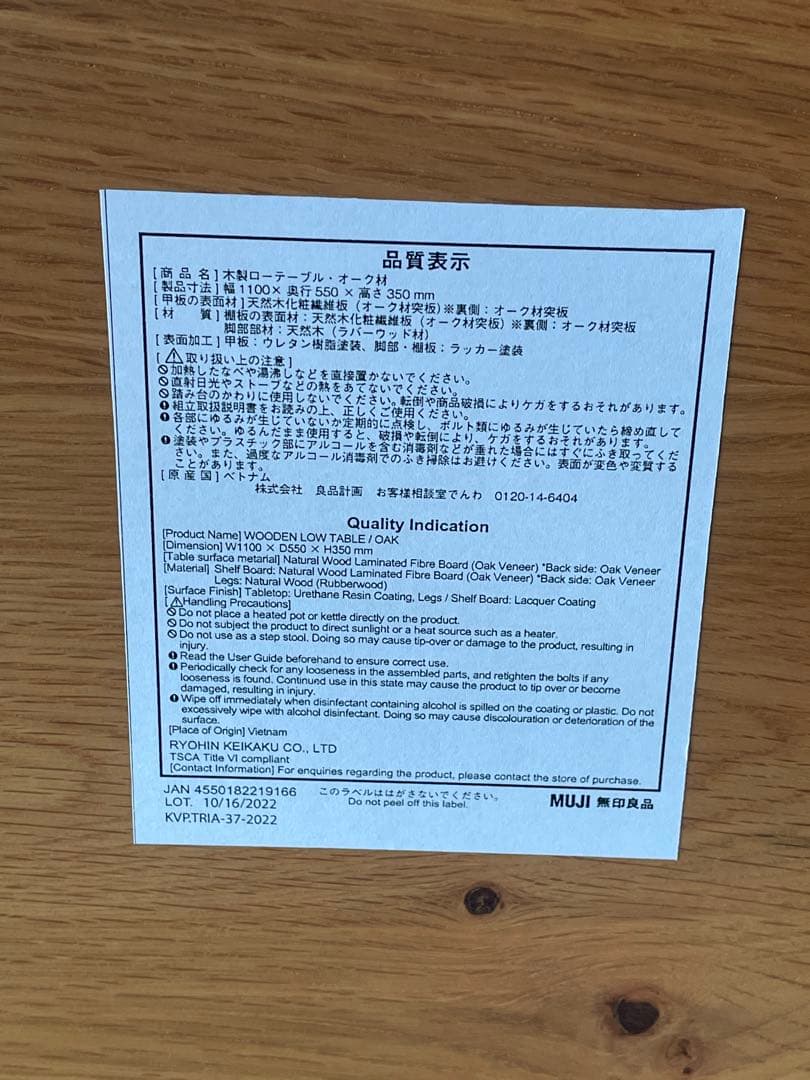 品質表示
[商品名]木製ローテーブル・オーク材
[製品寸法]幅1100×奥行550×高さ350mm
[甲板の表面材]天然木化粧繊維板(オーク材突板)※裏側:オーク材突板
[材　質]棚板の表面材:天然木化粧繊維板(オーク材突板)※裏側:オーク材突板
脚部部材:天然木(ラバーウッド材)
[表面加工]甲板:ウレタン樹脂塗装、脚部・棚板:ラッカー塗装
[⚠取り扱い上の注意]
加熱したなべや湯沸しなどを直接置かないでください。
直射日光やストーブなどの熱をあてないでください。
踏み台のかわりに使用しないでください。転倒や商品破損によりケガをするおそれがあります。
組立取扱説明書をお読みの上、正しくご使用ください。
各部にゆるみが生じていないか定期的に点検し、ボルト類にゆるみが生じていたら締め直して
ください。ゆるんだまま使用すると、破損や転倒により、ケガをするおそれがあります。
塗装やプラスチック部にアルコールを含む消毒剤などが垂れた場合にはすぐにふき取ってくだ
さい。また、過度なアルコール消毒剤でのふき掃除はお避けください。表面が変色や変質する
ことがあります。
[原産国]ベトナム
株式会社　良品計画　お客様相談室でんわ　0120-14-6404
Quality Indication
[Product Name] WOODEN LOW TABLE / OAK
[Dimension] W1100 × D550 × H350 mm
[Table surface metarial] Natural Wood Laminated Fibre Board (Oak Veneer) *Back side: Oak Veneer
[Material] Shelf Board: Natural Wood Laminated Fibre Board (Oak Veneer) *Back side: Oak Veneer
Legs: Natural Wood (Rubberwood)
[Surface Finish] Tabletop: Urethane Resin Coating, Legs / Shelf Board: Lacquer Coating
[⚠Handling Precautions]
Do not place a heated pot or kettle directly on the product.
Do not subject the product to direct sunlight or a heat source such as a heater.
Do not use as a step stool. Doing so may cause tip-over or damage to the product, resulting in
injury.
Read the User Guide beforehand to ensure correct use.
Periodically check for any looseness in the assembled parts, and retighten the bolts if any
looseness is found. Continued use in this state may cause the product to tip over or become
damaged, resulting in injury.
Wipe off immediately when disinfectant containing alcohol is spilled on the coating or plastic. Do not
excessively wipe with alcohol disinfectant. Doing so may cause discolouration or deterioration of the
surface.
[Place of Origin] Vietnam
RYOHIN KEIKAKU CO., LTD
TSCA Title VI compliant
[Contact Information] For enquiries regarding the product, please contact the store of purchase.
JAN 4550182219166
LOT. 10/16/2022
KVP.TRIA-37-2022
このラベルははがさないでください。
Do not peel off this label.
MUJI 無印良品